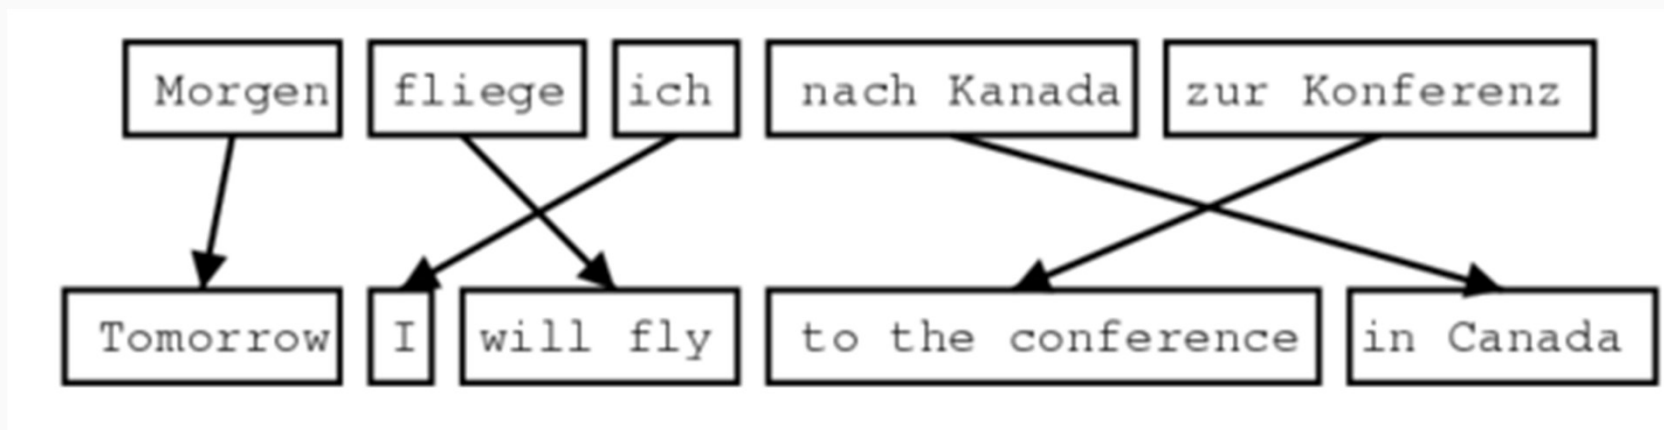 Morgen fliege ich nach Kanada zur Konferenz
Tomorrow I will fly to the conference in Canada